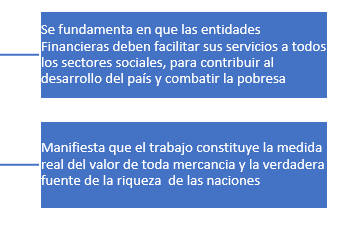 Se fundamenta en que las entidades
Financieras deben facilitar sus servicios a todos
los sectores sociales, para contribuir al
desarrollo del país y combatir la pobresa
Manifiesta que el trabajo constituye la medida
real del valor de toda mercancia y la verdadera
fuente de la riqueza de las naciones